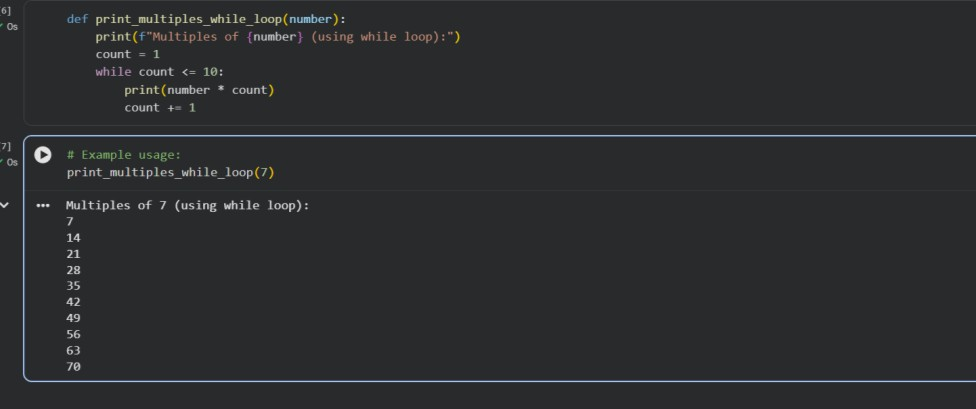 [6]
def print_multiples_while_loop(number):
0s
print(f"Multiples of {number} (using while loop):")
count = 1
while count <= 10:
print(number * count)
count += 1
[7]
# Example usage:
0s
print_multiples_while_loop(7)
Multiples of 7 (using while loop):
7
14
21
28
35
42
49
56
63
70